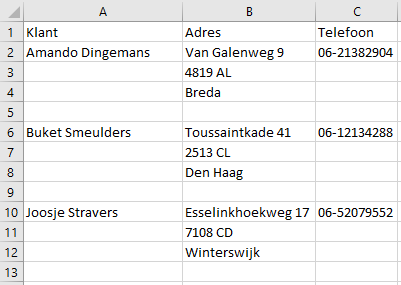 A B C
1 Klant Adres Telefoon
2 Amando Dingemans Van Galenweg 9 06-21382904
3 4819 AL
4 Breda
5
6 Buket Smeulders Toussaintkade 41 06-12134288
7 2513 CL
8 Den Haag
9
10 Joosje Stravers Esselinkhoekweg 17 06-52079552
11 7108 CD
12 Winterswijk
13